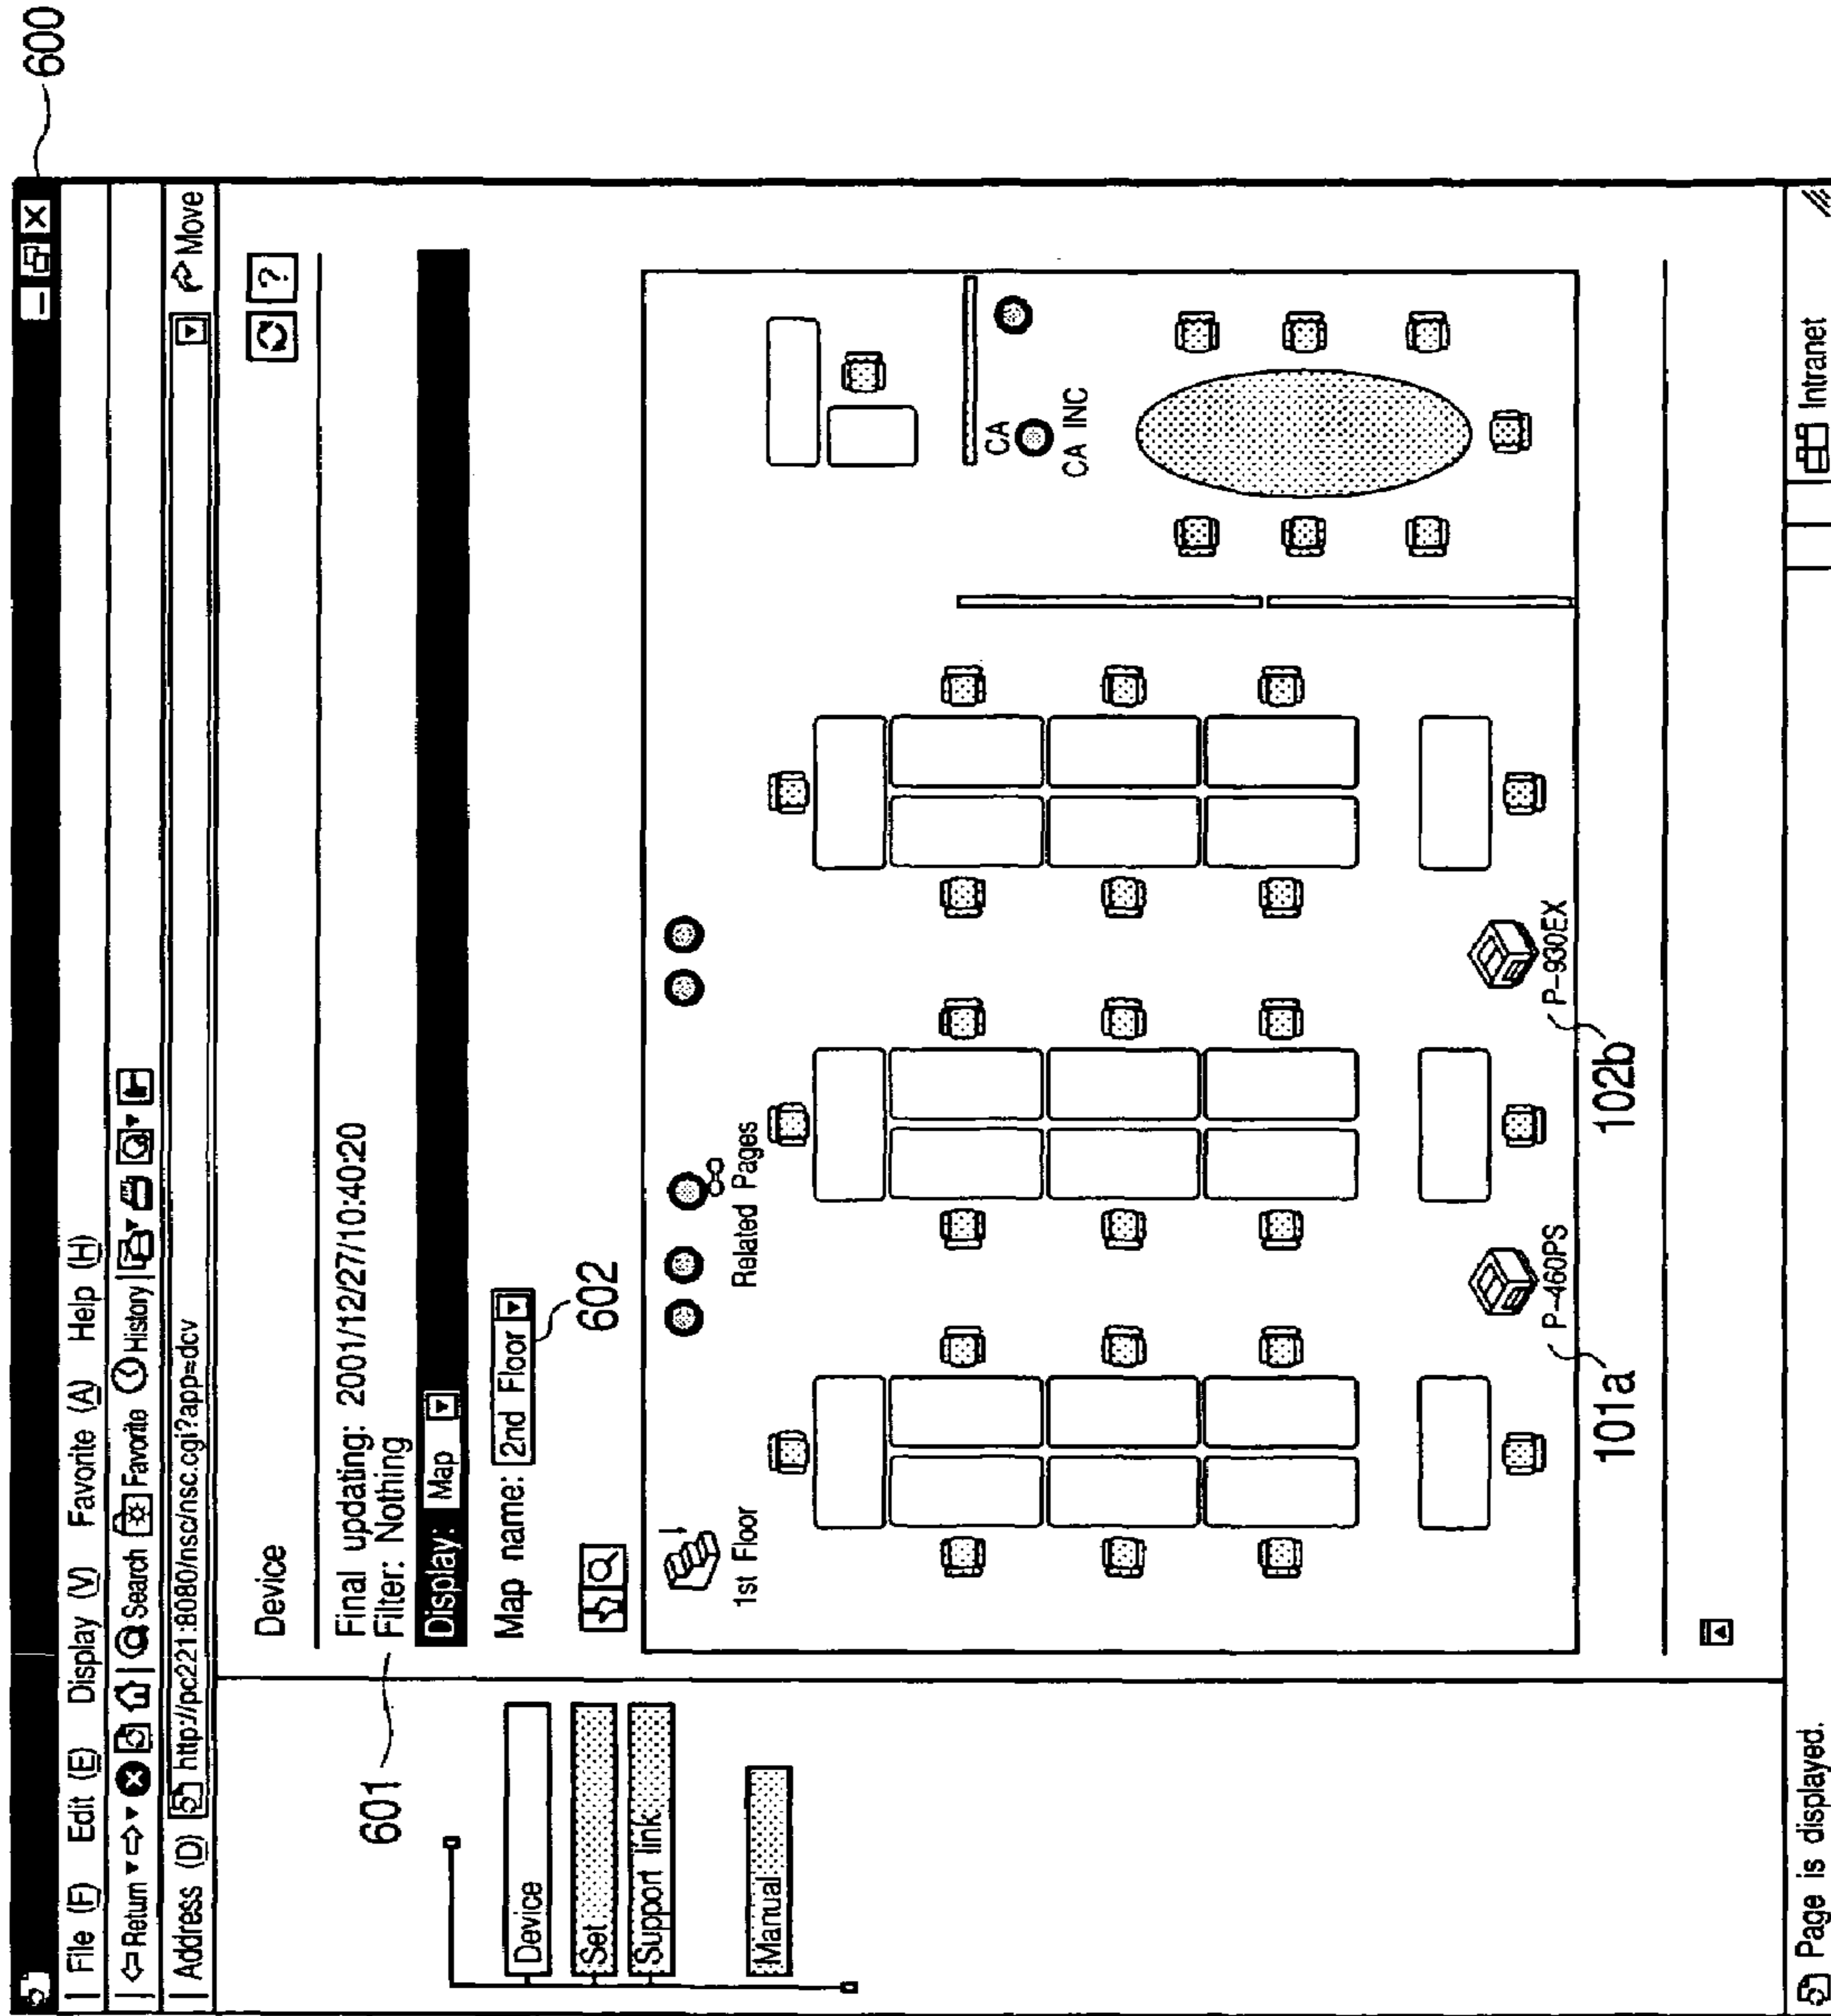 600
File (F) Edit (E) Display (V) Favorite (A) Help (H)
Return Search Favorite History
Address (D) http://pc221:8080/nsc/nsc.cgi?app=dcv Move
Device
?
601
Final updating: 2001/12/27/10:40:20
Filter: Nothing
Display: Map
Map name: 2nd Floor
602
Device
Set
Support link
Manual
1st Floor
Related Pages
CA
CA INC
P-460PS
P-930EX
101a
102b
Page is displayed.
Intranet